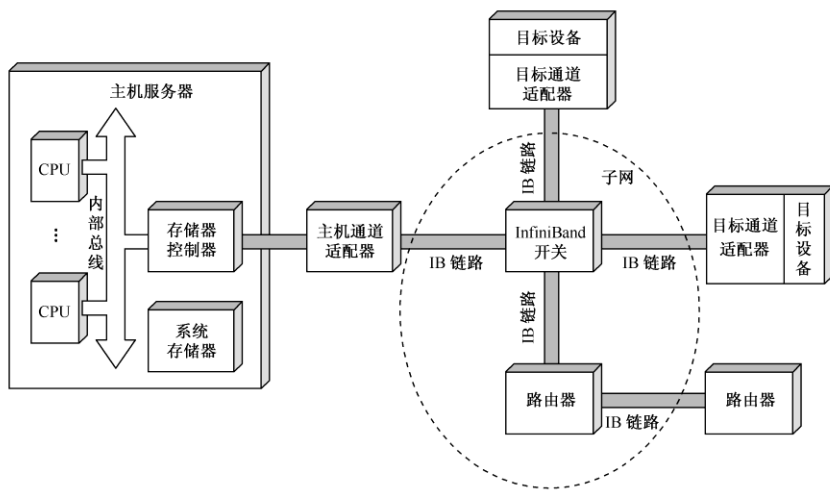 目标设备
目标通道
适配器
主机服务器
CPU
内部总线
⋮
CPU
存储器
控制器
系统
存储器
主机通道
适配器
IB 链路
IB 链路
子网
InfiniBand
开关
IB 链路
目标通道
适配器
目标设备
IB 链路
路由器
IB 链路
路由器